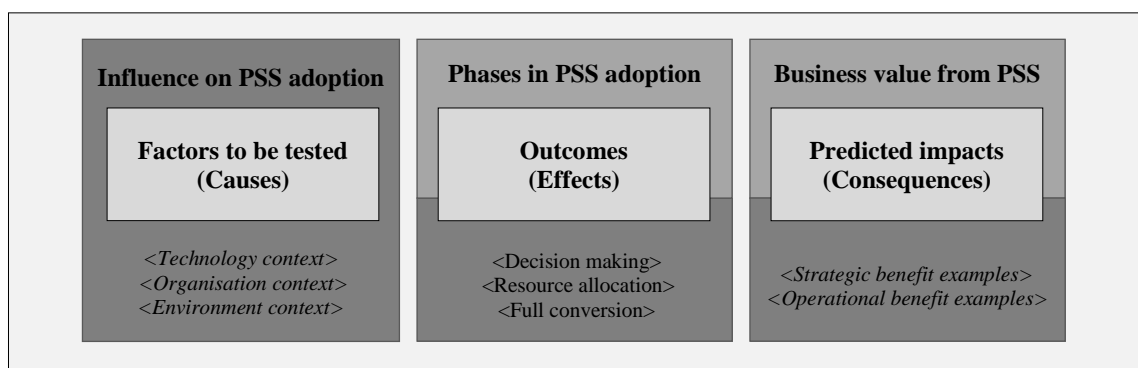 Influence on PSS adoption
Factors to be tested
(Causes)
<Technology context>
<Organisation context>
<Environment context>
Phases in PSS adoption
Outcomes
(Effects)
<Decision making>
<Resource allocation>
<Full conversion>
Business value from PSS
Predicted impacts
(Consequences)
<Strategic benefit examples>
<Operational benefit examples>